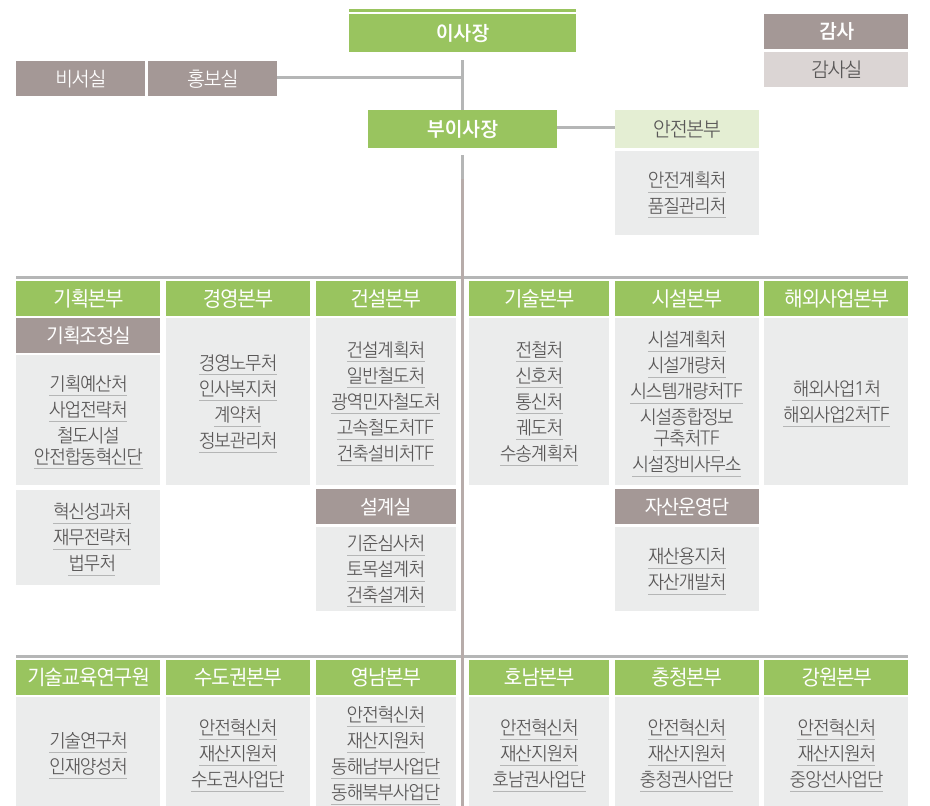 이사장
감사
감사실
비서실
홍보실
부이사장
안전본부
안전계획처
품질관리처
기획본부
기획조정실
기획예산처
사업전략처
철도시설
안전합동혁신단
혁신성과처
재무전략처
법무처
경영본부
경영노무처
인사복지처
계약처
정보관리처
건설본부
건설계획처
일반철도처
광역민자철도처
고속철도처TF
건축설비처TF
설계실
기준심사처
토목설계처
건축설계처
기술본부
전철처
신호처
통신처
궤도처
수송계획처
시설본부
시설계획처
시설개량처
시스템개량처TF
시설종합정보
구축처TF
시설장비사무소
자산운영단
재산용지처
자산개발처
해외사업본부
해외사업1처
해외사업2처TF
기술교육연구원
기술연구처
인재양성처
수도권본부
안전혁신처
재산지원처
수도권사업단
영남본부
안전혁신처
재산지원처
동해남부사업단
동해북부사업단
호남본부
안전혁신처
재산지원처
호남권사업단
충청본부
안전혁신처
재산지원처
충청권사업단
강원본부
안전혁신처
재산지원처
중앙선사업단